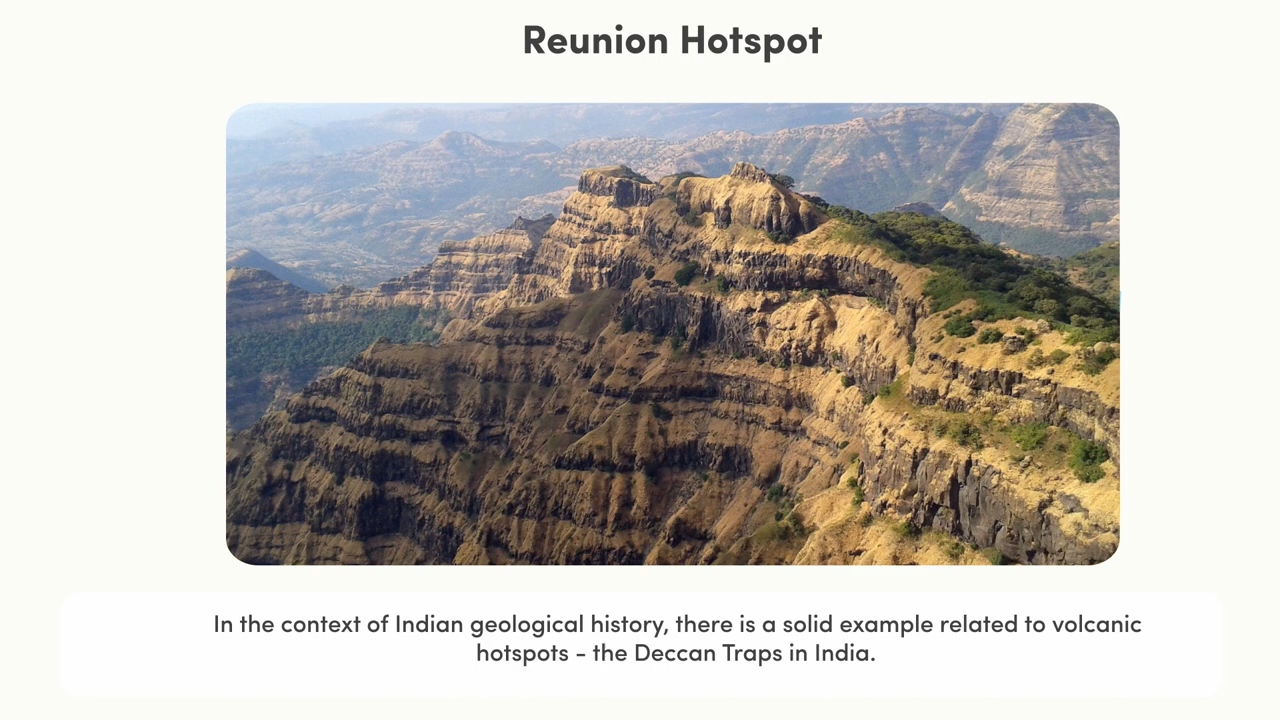 Reunion Hotspot
In the context of Indian geological history, there is a solid example related to volcanic
hotspots - the Deccan Traps in India.